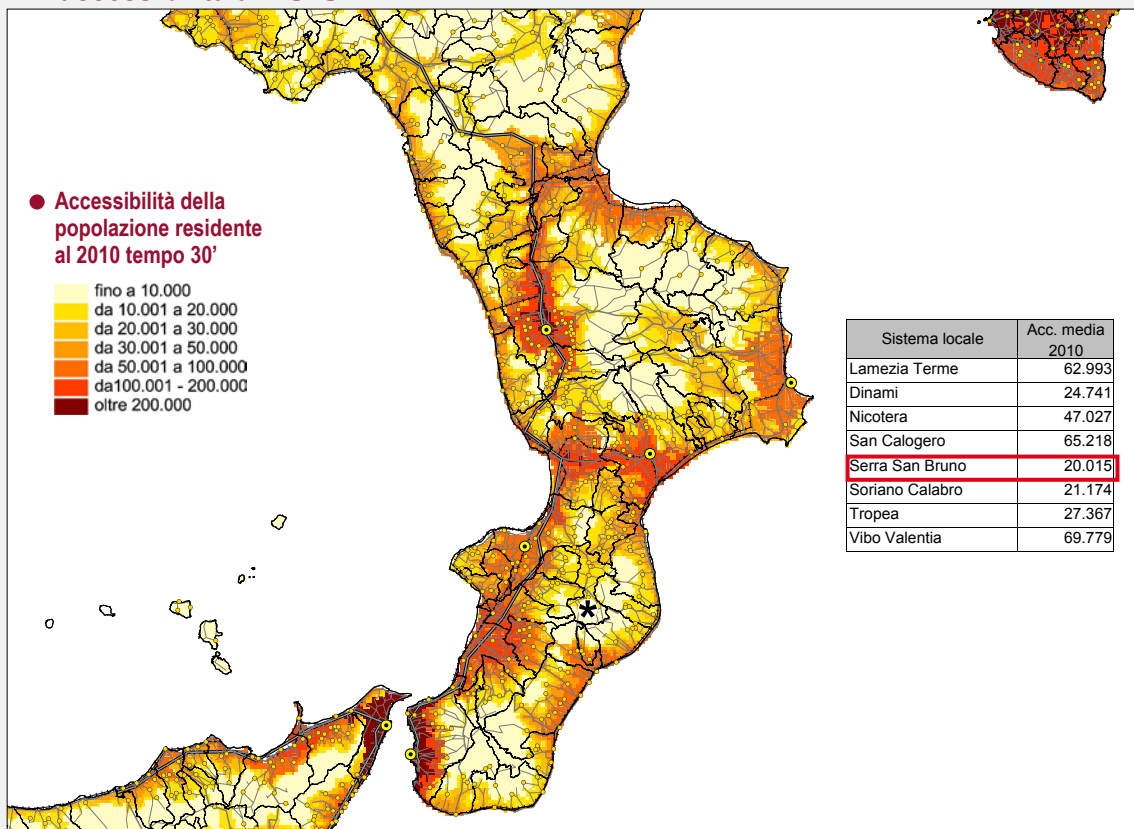 ● Accessibilità della
popolazione residente
al 2010 tempo 30’
fino a 10.000
da 10.001 a 20.000
da 20.001 a 30.000
da 30.001 a 50.000
da 50.001 a 100.000
da100.001 - 200.000
oltre 200.000
Sistema locale Acc. media 2010
Lamezia Terme 62.993
Dinami 24.741
Nicotera 47.027
San Calogero 65.218
Serra San Bruno 20.015
Soriano Calabro 21.174
Tropea 27.367
Vibo Valentia 69.779
*